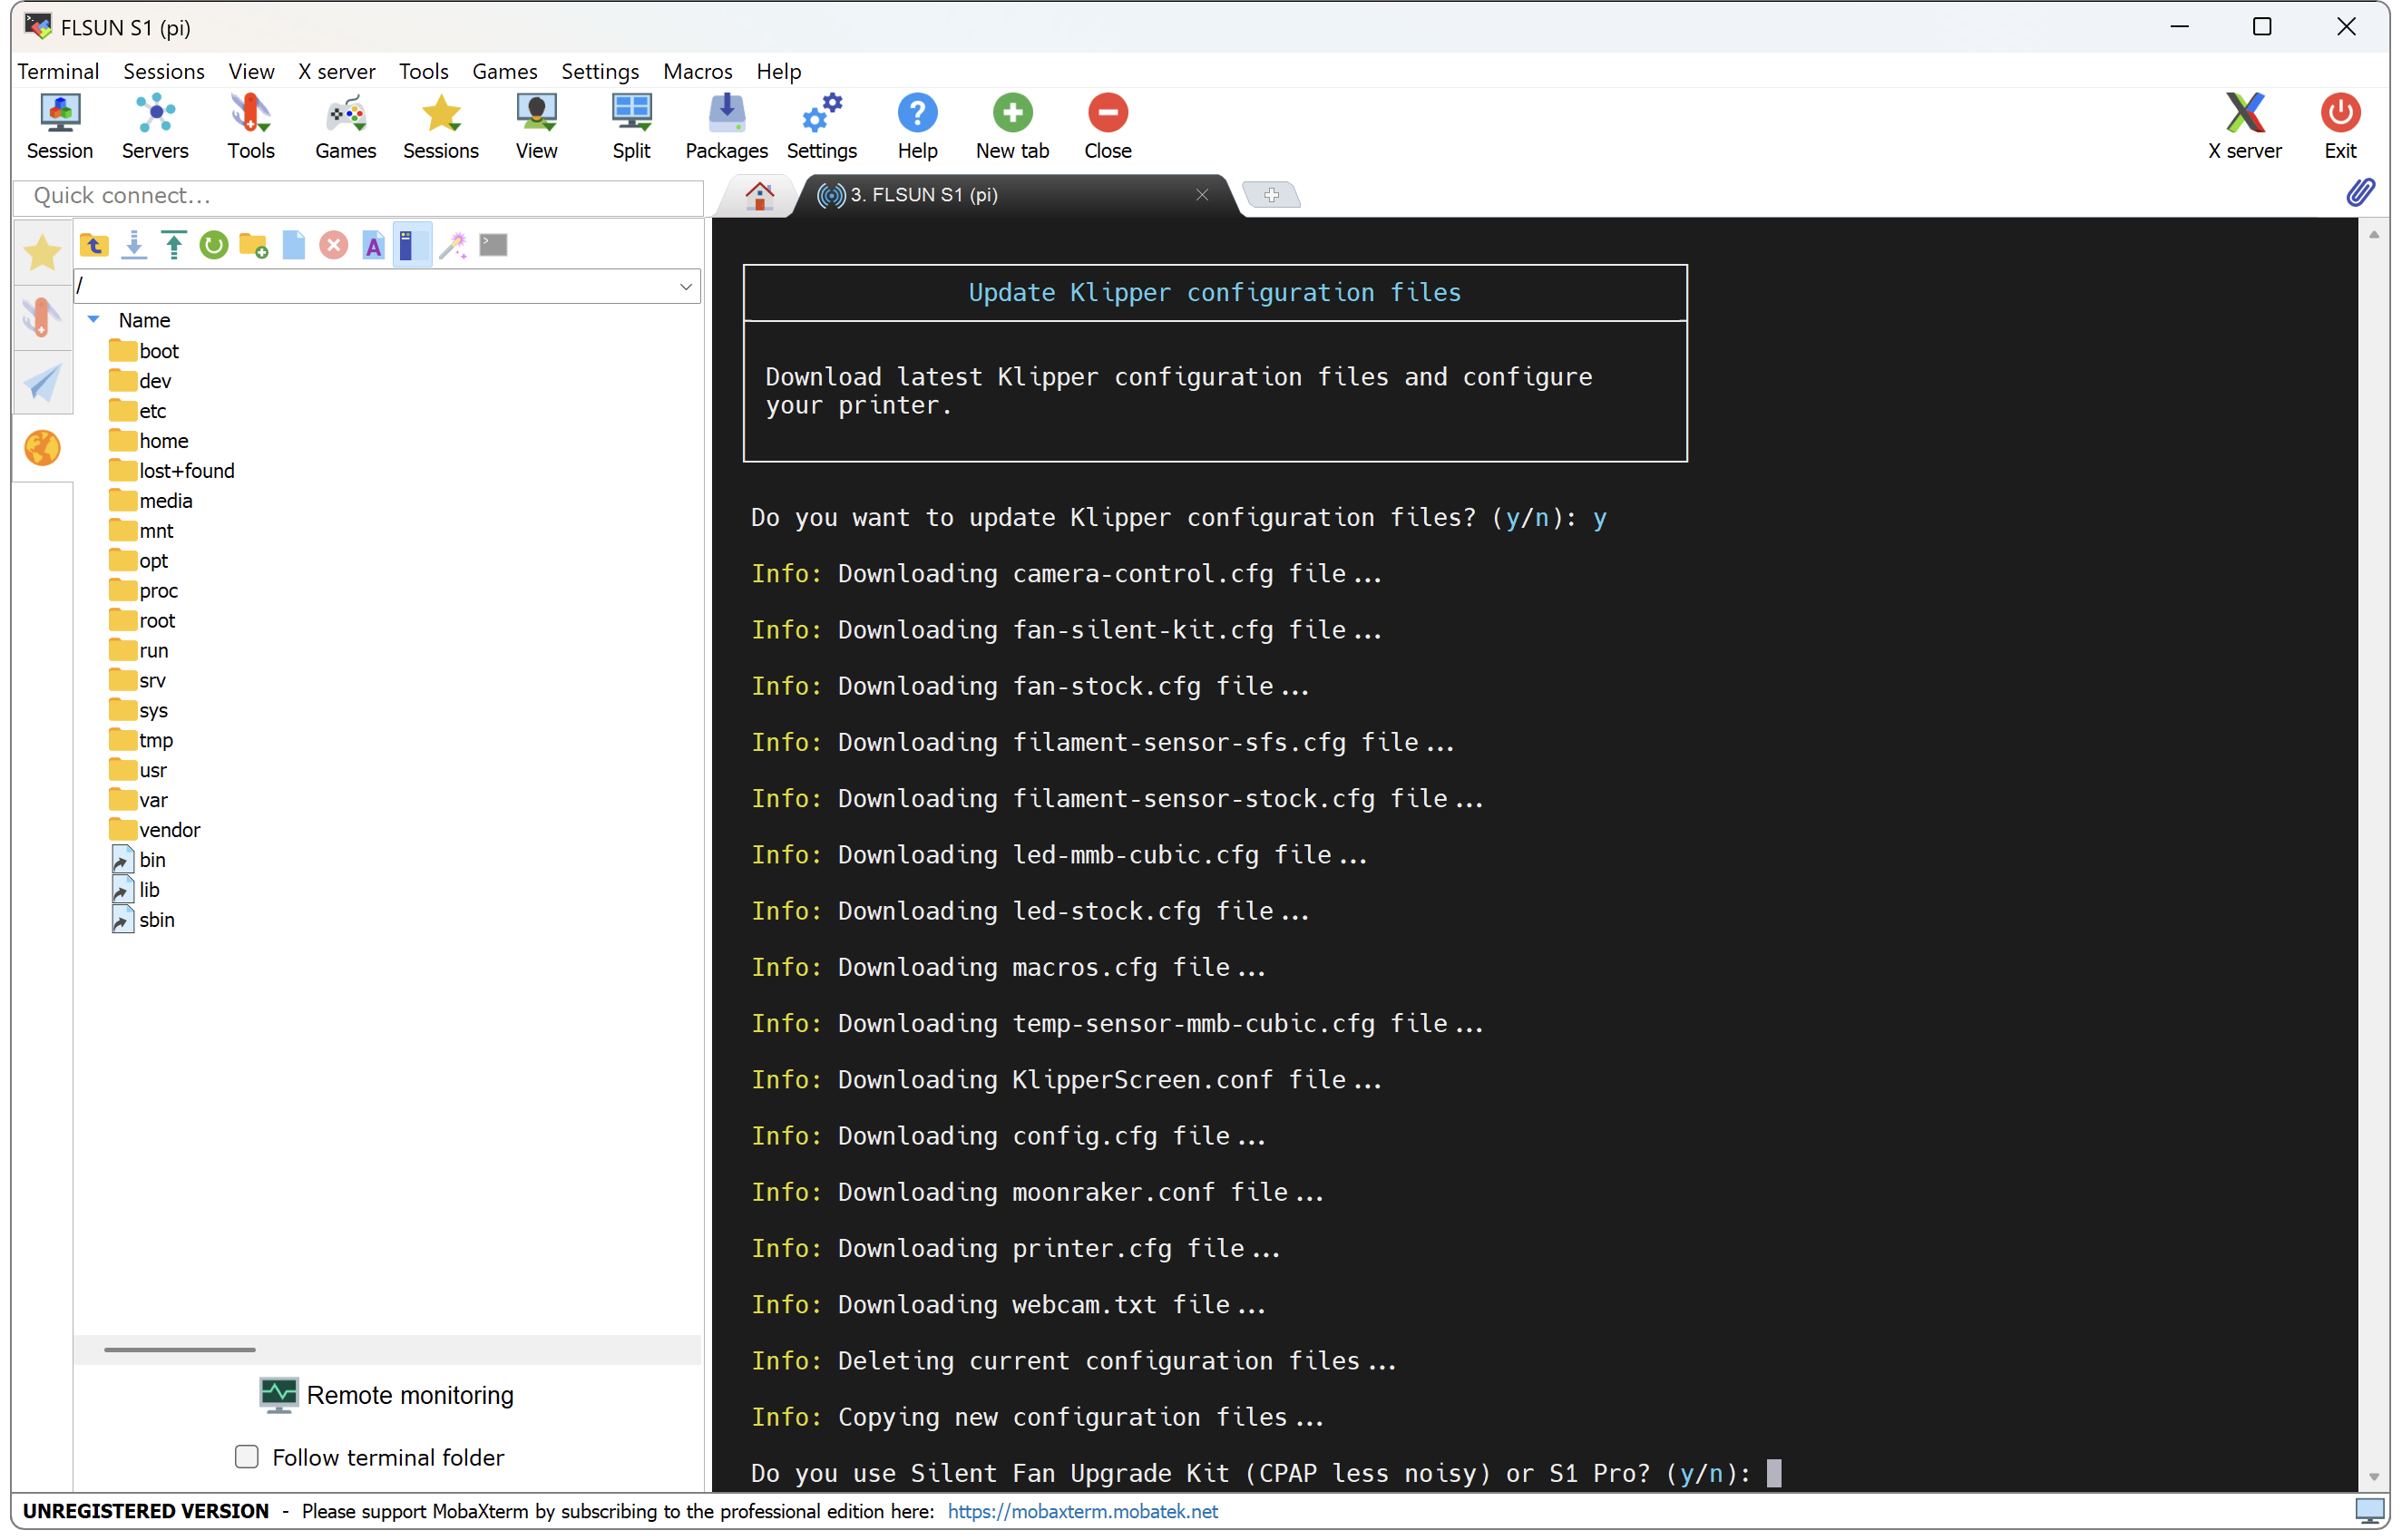 FLSUN S1 (pi)
Terminal Sessions View X server Tools Games Settings Macros Help
Session Servers Tools Games Sessions View Split Packages Settings Help New tab Close X server Exit
Quick connect...
3. FLSUN S1 (pi)
/
Name
boot
dev
etc
home
lost+found
media
mnt
opt
proc
root
run
srv
sys
tmp
usr
var
vendor
bin
lib
sbin
Remote monitoring
Follow terminal folder
Update Klipper configuration files
Download latest Klipper configuration files and configure
your printer.
Do you want to update Klipper configuration files? (y/n): y
Info: Downloading camera-control.cfg file...
Info: Downloading fan-silent-kit.cfg file...
Info: Downloading fan-stock.cfg file...
Info: Downloading filament-sensor-sfs.cfg file...
Info: Downloading filament-sensor-stock.cfg file...
Info: Downloading led-mmb-cubic.cfg file...
Info: Downloading led-stock.cfg file...
Info: Downloading macros.cfg file...
Info: Downloading temp-sensor-mmb-cubic.cfg file...
Info: Downloading KlipperScreen.conf file...
Info: Downloading config.cfg file...
Info: Downloading moonraker.conf file...
Info: Downloading printer.cfg file...
Info: Downloading webcam.txt file...
Info: Deleting current configuration files...
Info: Copying new configuration files...
Do you use Silent Fan Upgrade Kit (CPAP less noisy) or S1 Pro? (y/n):
UNREGISTERED VERSION - Please support MobaXterm by subscribing to the professional edition here: https://mobaxterm.mobatek.net